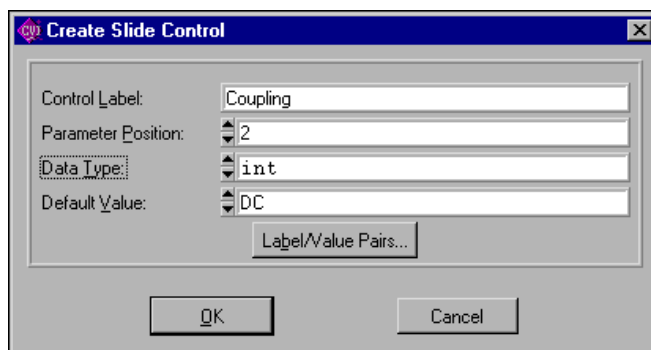 CVI Create Slide Control
Control Label: Coupling
Parameter Position: 2
Data Type: int
Default Value: DC
Label/Value Pairs...
OK Cancel